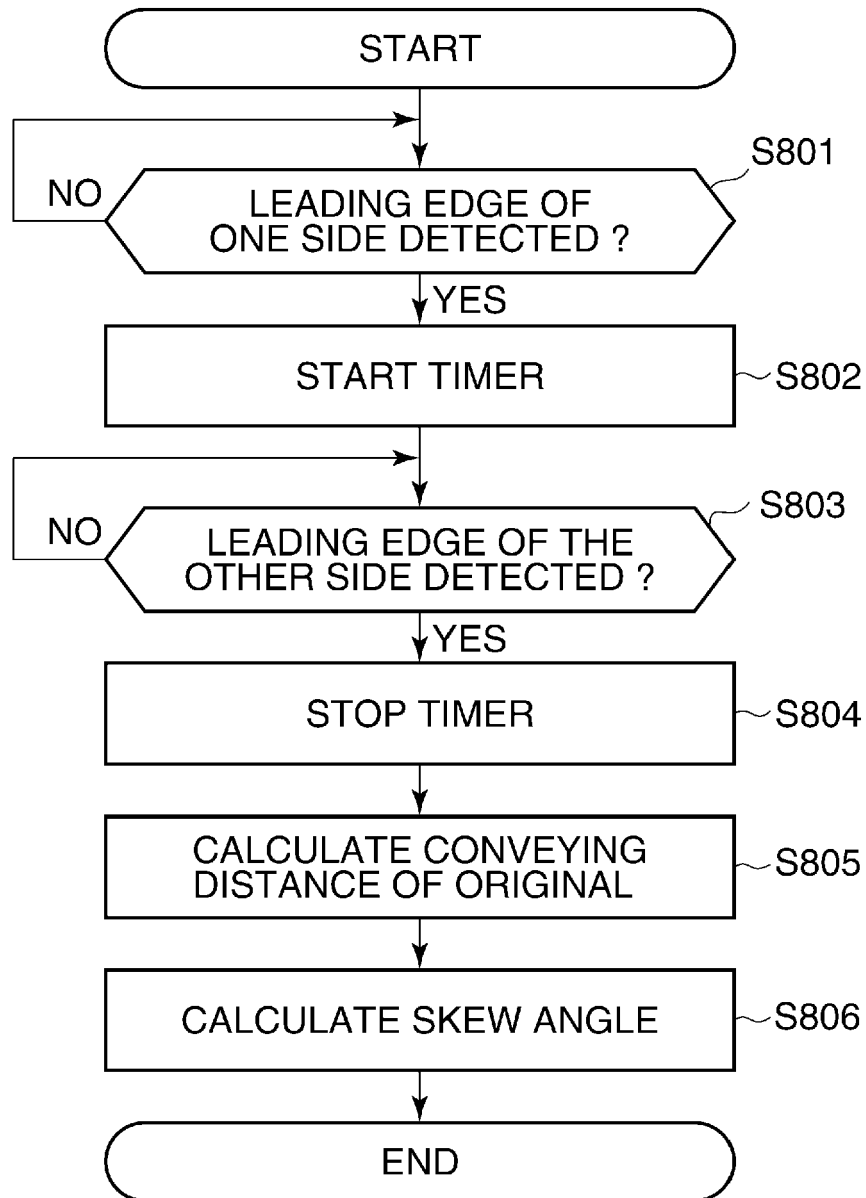 START
S801
NO
LEADING EDGE OF
ONE SIDE DETECTED ?
YES
START TIMER
S802
S803
NO
LEADING EDGE OF THE
OTHER SIDE DETECTED ?
YES
STOP TIMER
S804
CALCULATE CONVEYING
DISTANCE OF ORIGINAL
S805
CALCULATE SKEW ANGLE
S806
END